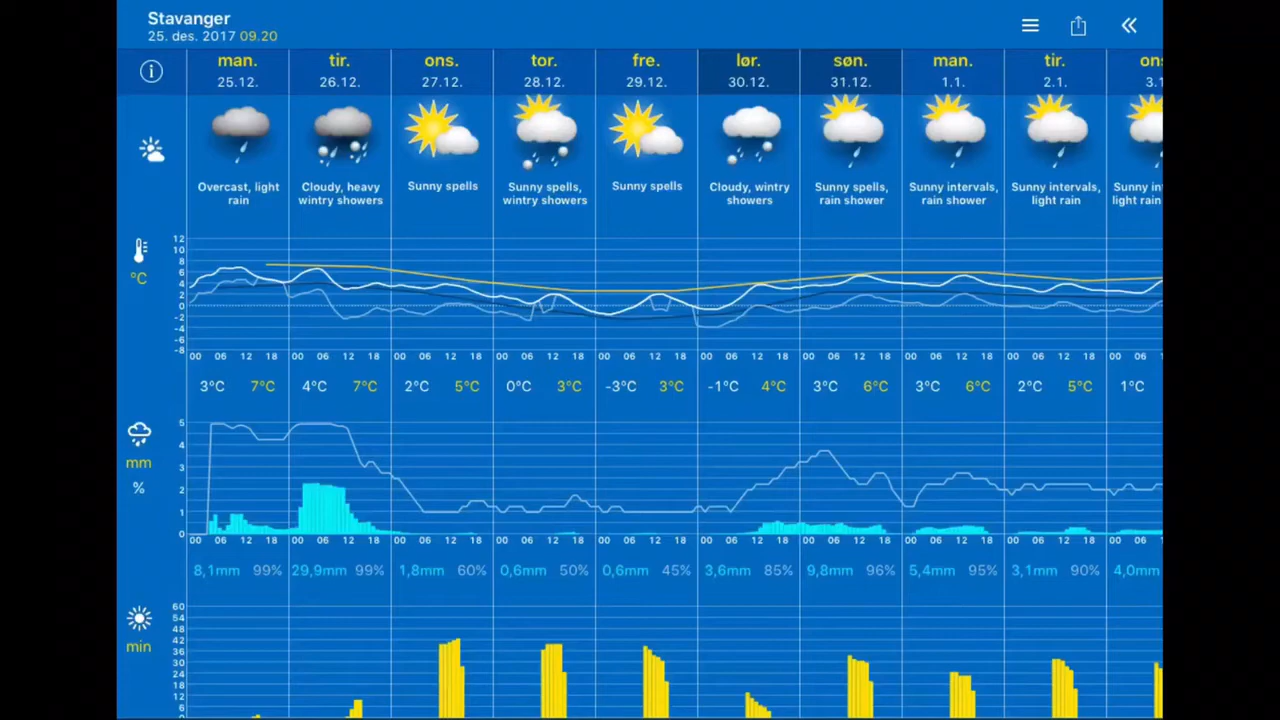 Stavanger
25. des. 2017 09.20
man. tir. ons. tor. fre. lør. søn. man. tir. ons
25.12. 26.12. 27.12. 28.12. 29.12. 30.12. 31.12. 1.1. 2.1. 3.1
Overcast, light Cloudy, heavy Sunny spells Sunny spells, Sunny spells Cloudy, wintry Sunny spells, Sunny intervals, Sunny intervals, Sunny in
rain wintry showers wintry showers showers rain shower rain shower light rain light rain
12
10
8
6
4
2
0
-2
-4
-6
-8
°C
00 06 12 18 00 06 12 18 00 06 12 18 00 06 12 18 00 06 12 18 00 06 12 18 00 06 12 18 00 06 12 18 00 06 12 18 00 06 12
3°C 7°C 4°C 7°C 2°C 5°C 0°C 3°C -3°C 3°C -1°C 4°C 3°C 6°C 3°C 6°C 2°C 5°C 1°C
5
4
3
2
1
0
mm
%
00 06 12 18 00 06 12 18 00 06 12 18 00 06 12 18 00 06 12 18 00 06 12 18 00 06 12 18 00 06 12 18 00 06 12 18 00 06 12
8,1mm 99% 29,9mm 99% 1,8mm 60% 0,6mm 50% 0,6mm 45% 3,6mm 85% 9,8mm 96% 5,4mm 95% 3,1mm 90% 4,0mm
60
54
48
42
36
30
24
18
12
6
0
min